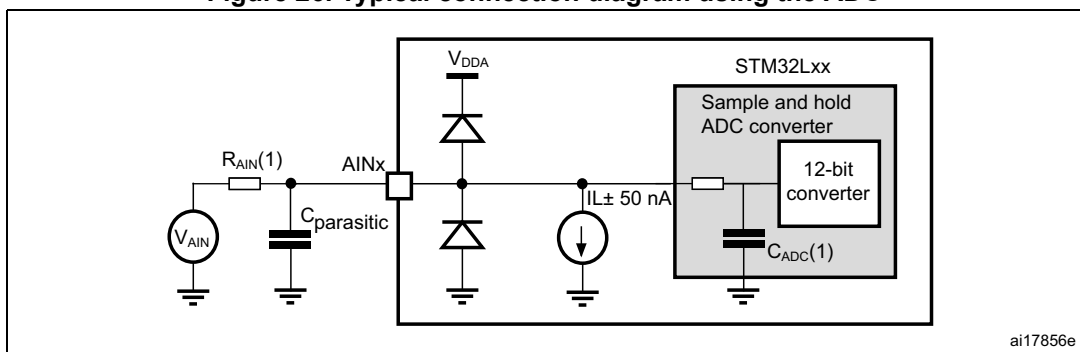 Figure 26. Typical connection diagram using the ADC
VDDA
STM32Lxx
Sample and hold
ADC converter
RAIN(1)
AINx
12-bit
converter
IL± 50 nA
Cparasitic
VAIN
CADC(1)
ai17856e